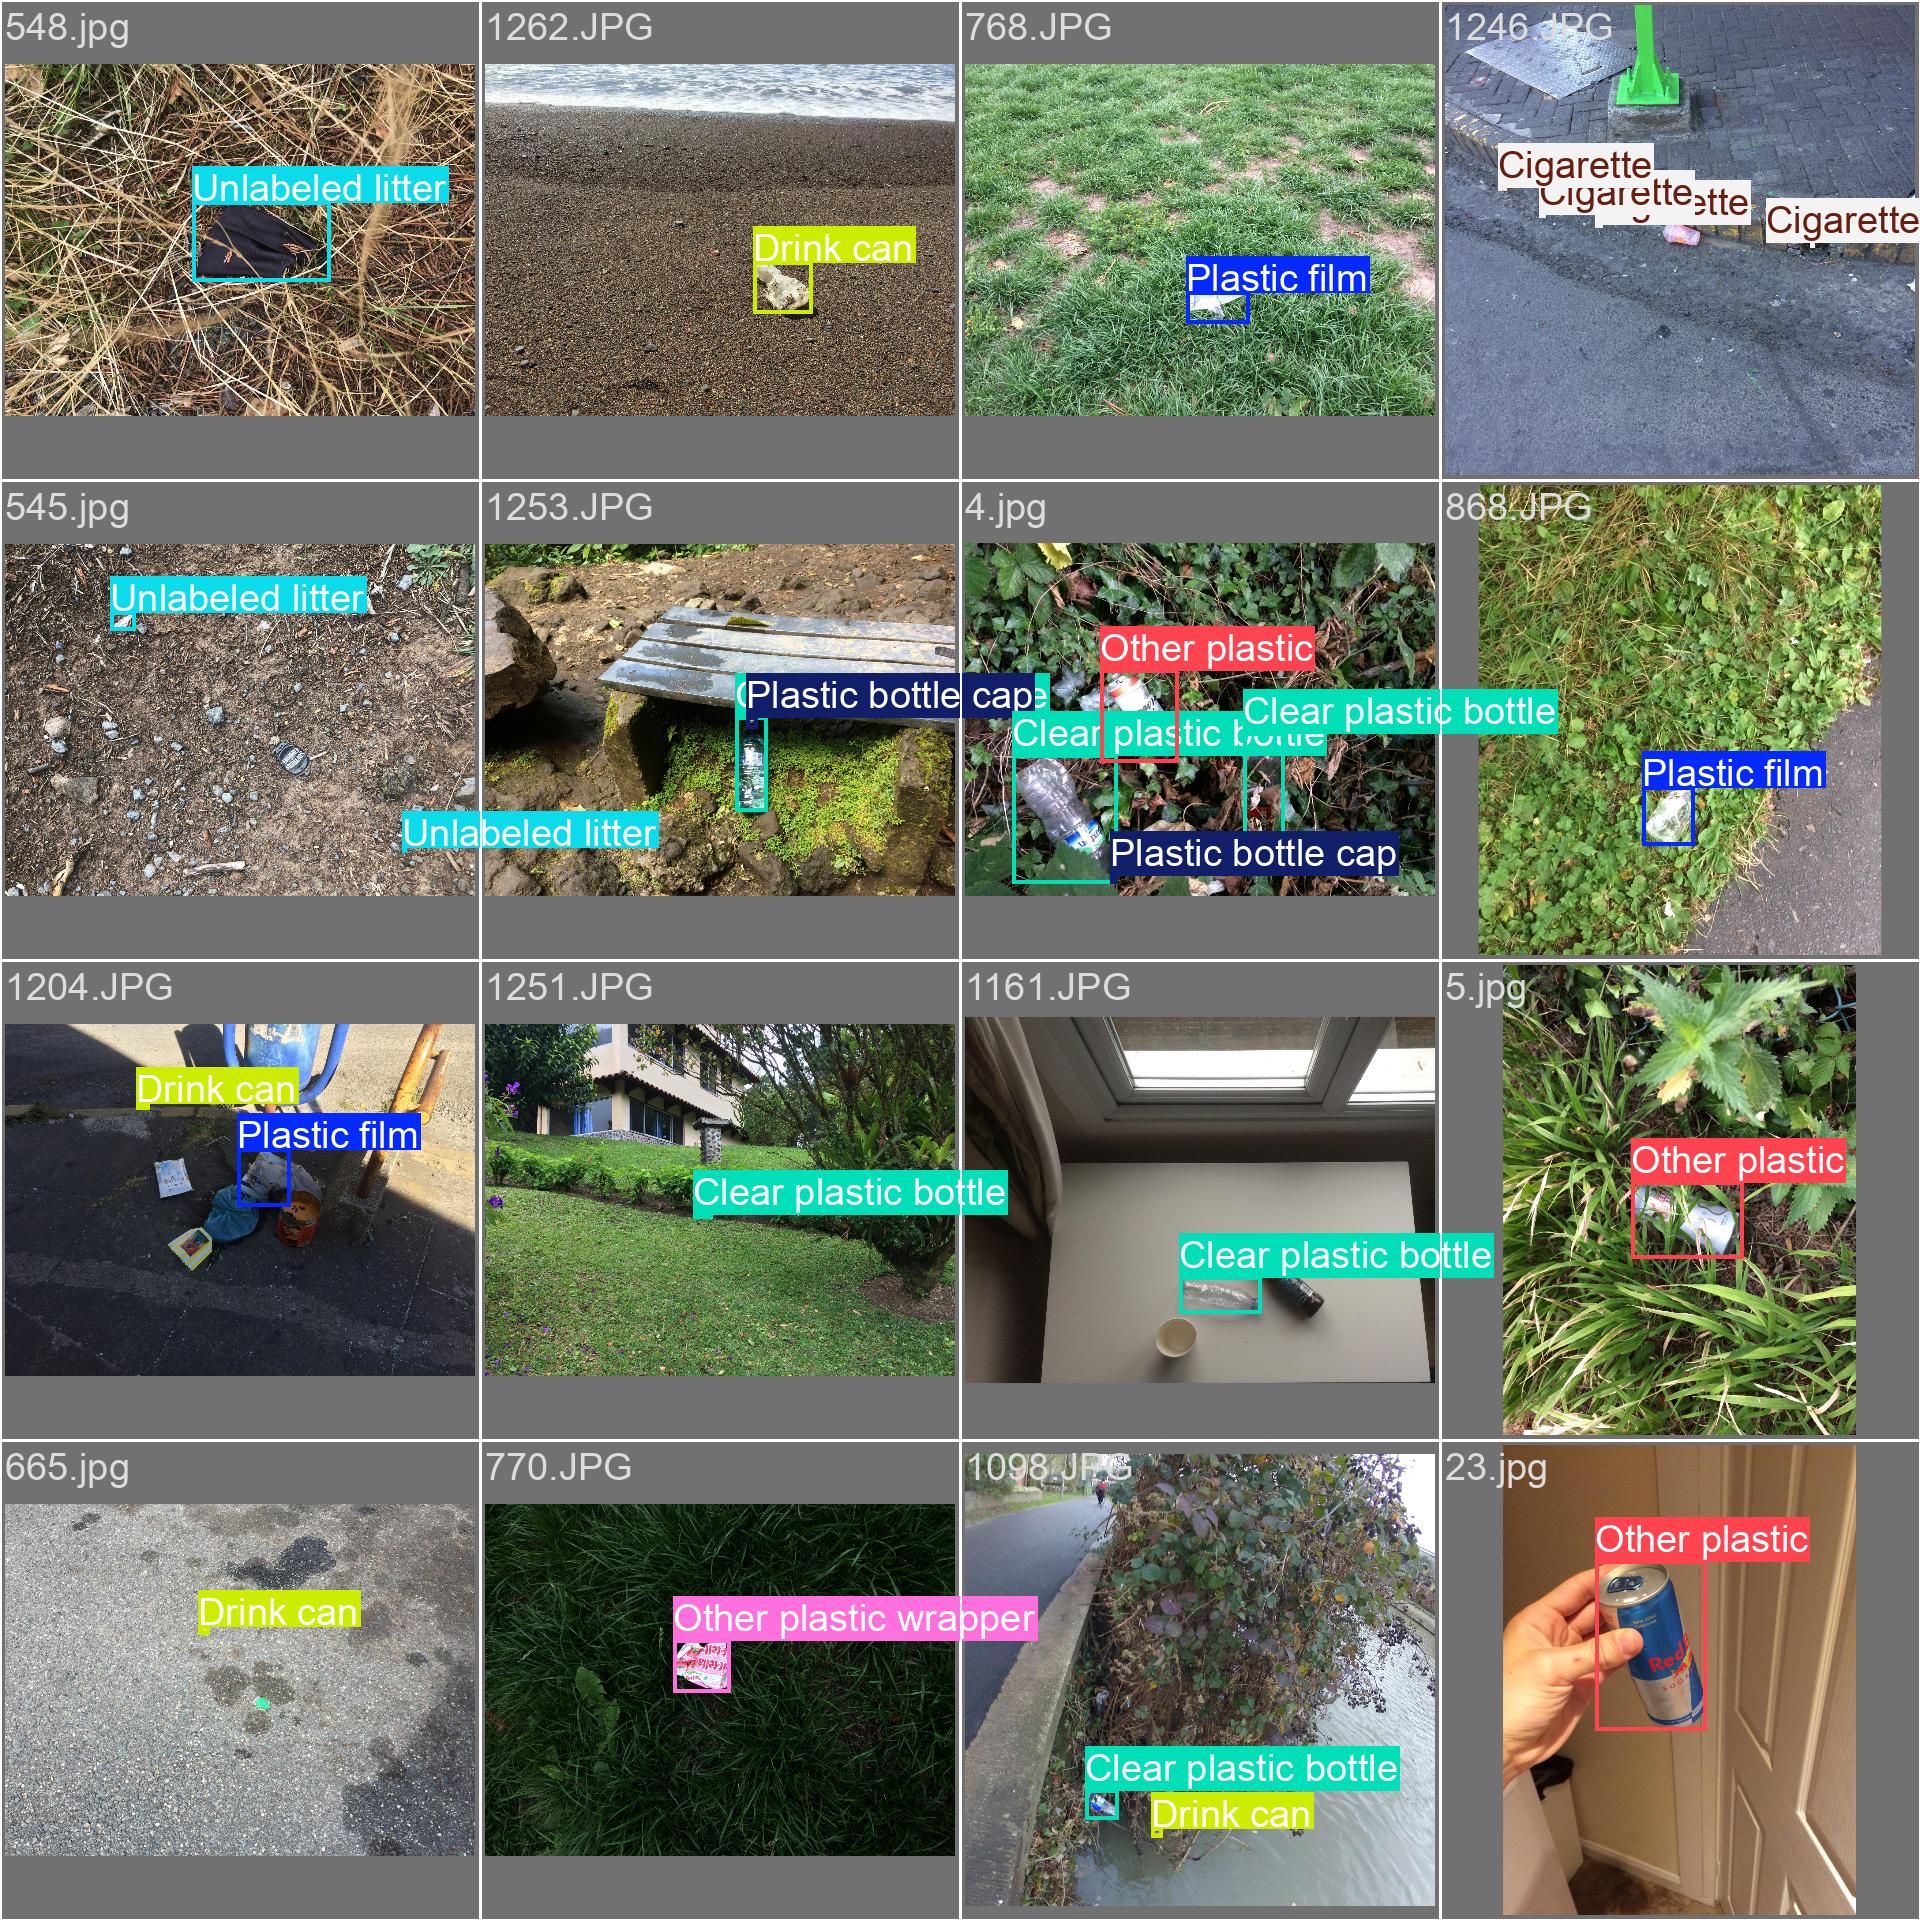 548.jpg
1262.JPG
768.JPG
1246.JPG
Unlabeled litter
Drink can
Plastic film
Cigarette
Cigarette
Cigarette
545.jpg
1253.JPG
4.jpg
868.JPG
Unlabeled litter
Unlabeled litter
Plastic bottle cap
Other plastic
Clear plastic bottle
Clear plastic bottle
Plastic bottle cap
Plastic film
1204.JPG
1251.JPG
1161.JPG
5.jpg
Drink can
Plastic film
Clear plastic bottle
Clear plastic bottle
Other plastic
665.jpg
770.JPG
1098.JPG
23.jpg
Drink can
Other plastic wrapper
Clear plastic bottle
Drink can
Other plastic